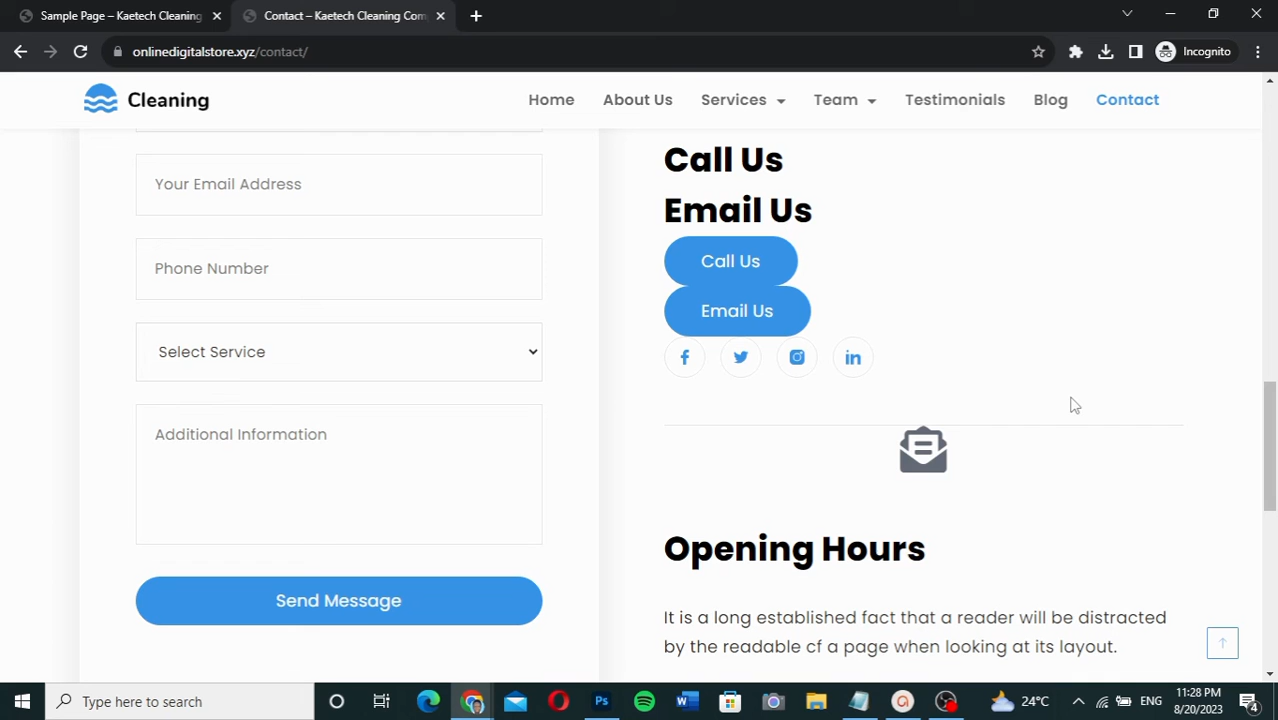 Sample Page – Kaetech Cleaning
Contact – Kaetech Cleaning Com
onlinedigitalstore.xyz/contact/
Incognito
Cleaning
Home
About Us
Services
Team
Testimonials
Blog
Contact
Your Email Address
Phone Number
Select Service
Additional Information
Send Message
Call Us
Email Us
Call Us
Email Us
Opening Hours
It is a long established fact that a reader will be distracted
by the readable cf a page when looking at its layout.
Type here to search
24°C
ENG
11:28 PM
8/20/2023
4